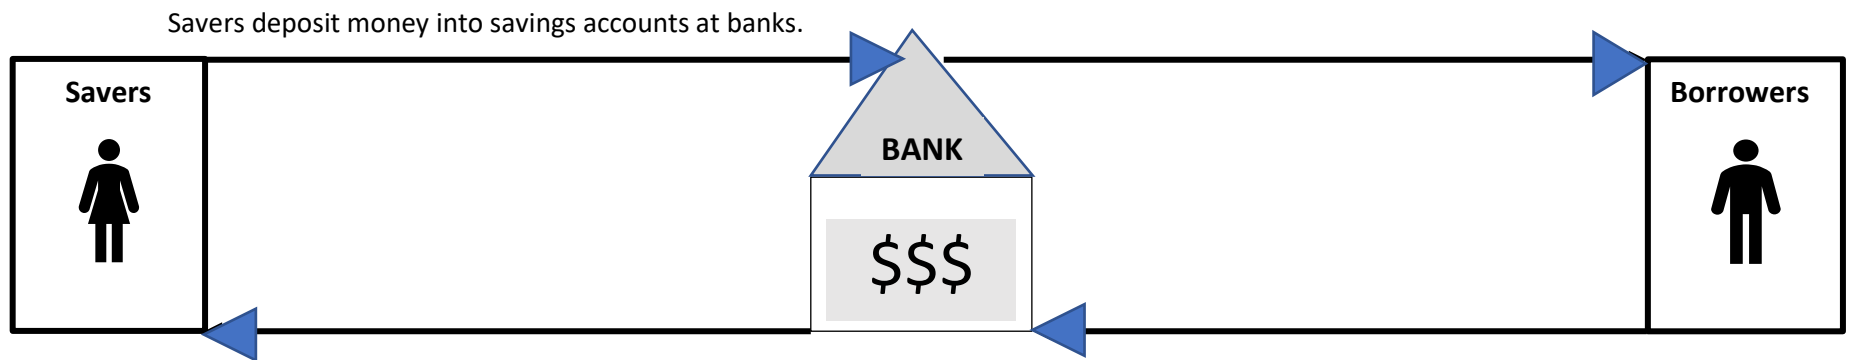 Savers deposit money into savings accounts at banks.
Savers
BANK
$$$
Borrowers